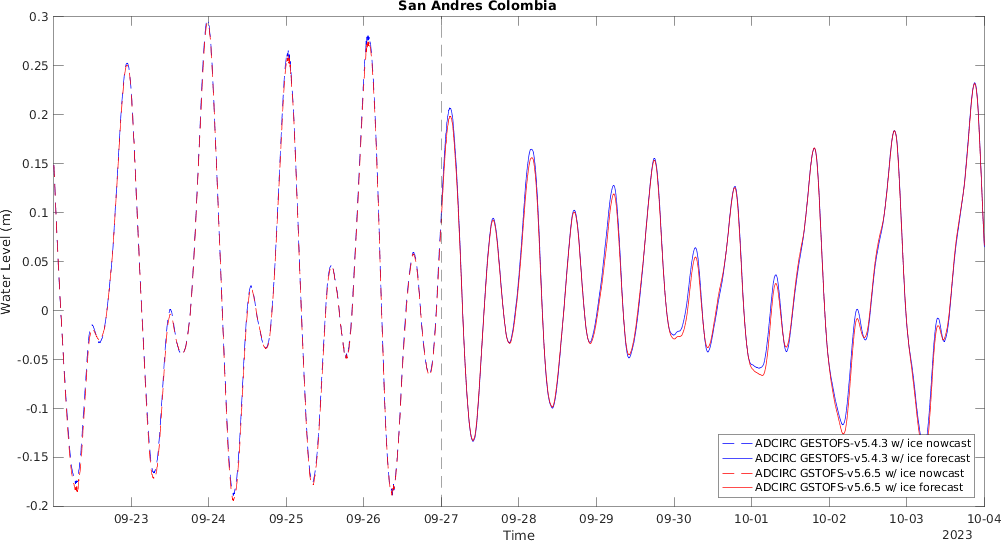 San Andres Colombia
0.3
0.25
0.2
0.15
0.1
0.05
0
-0.05
-0.1
-0.15
-0.2
Water Level (m)
ADCIRC GESTOFS-v5.4.3 w/ ice nowcast
ADCIRC GESTOFS-v5.4.3 w/ ice forecast
ADCIRC GSTOFS-v5.6.5 w/ ice nowcast
ADCIRC GSTOFS-v5.6.5 w/ ice forecast
09-23 09-24 09-25 09-26 09-27 09-28 09-29 09-30 10-01 10-02 10-03 10-04
Time
2023